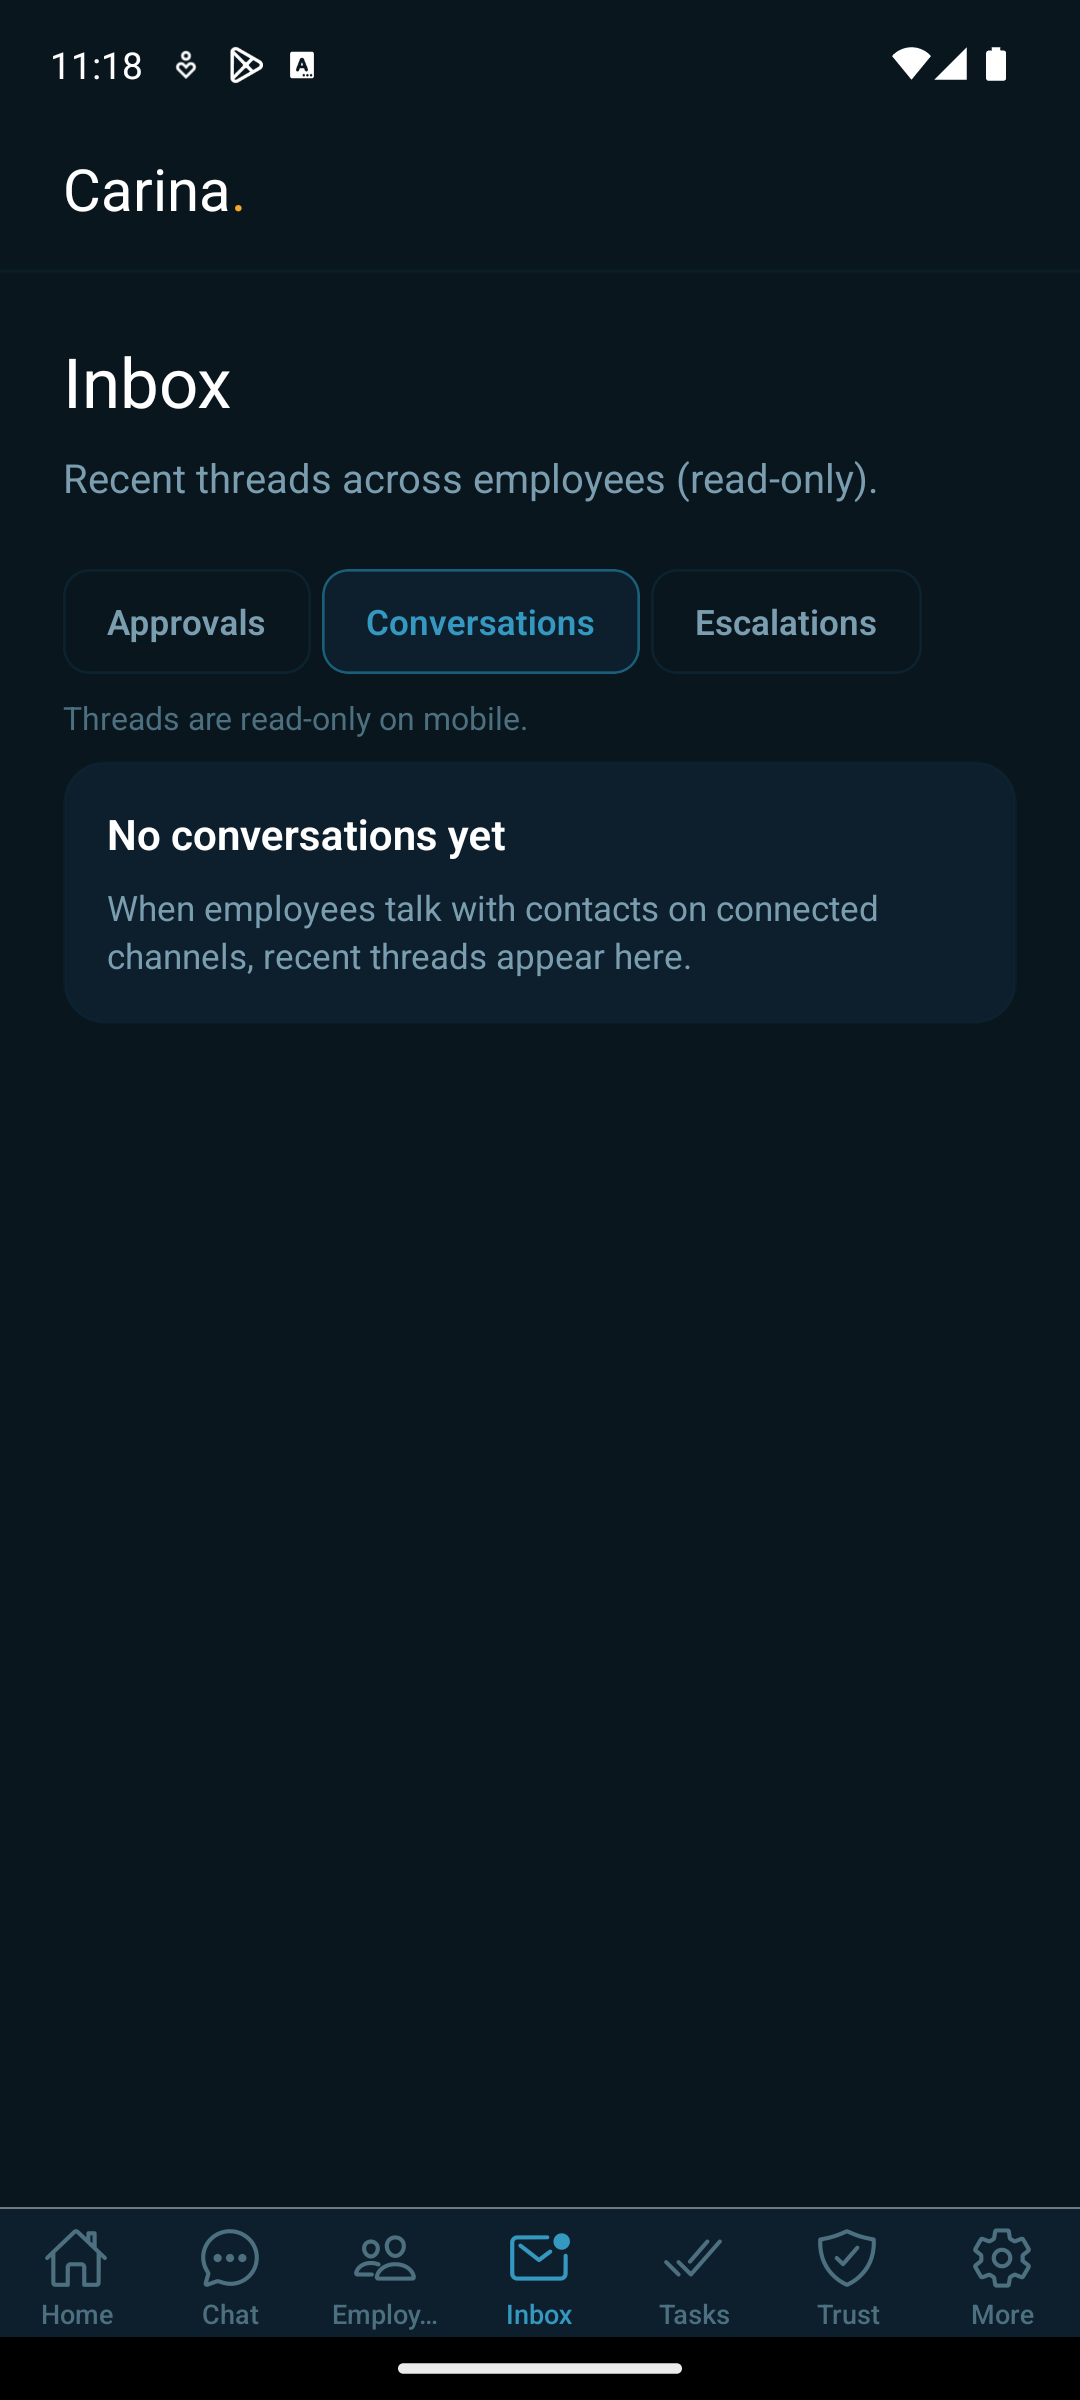 11:18
Carina.
Inbox
Recent threads across employees (read-only).
Approvals
Conversations
Escalations
Threads are read-only on mobile.
No conversations yet
When employees talk with contacts on connected
channels, recent threads appear here.
Home
Chat
Employ...
Inbox
Tasks
Trust
More